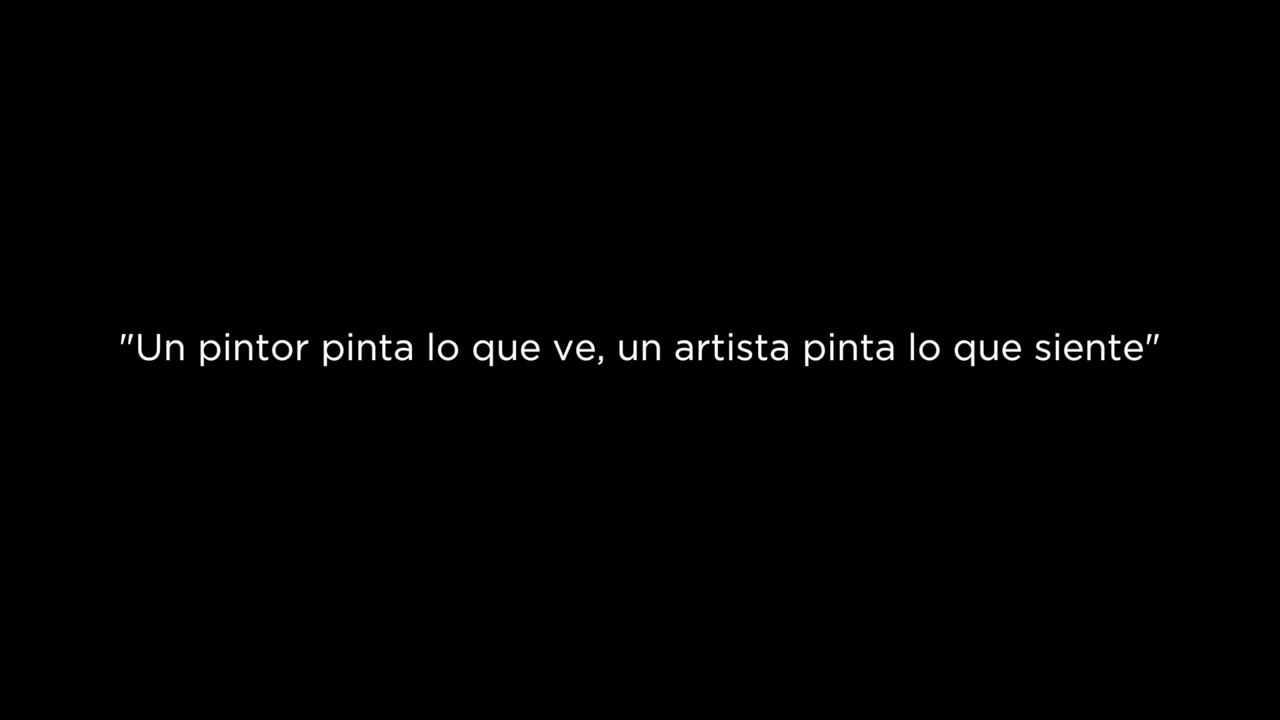 "Un pintor pinta lo que ve, un artista pinta lo que siente"